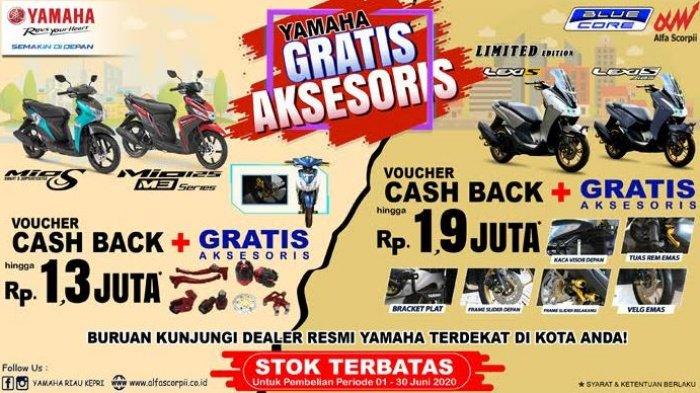 YAMAHA
Revs your Heart
SEMAKIN DI DEPAN
YAMAHA
GRATIS
AKSESORIS
BLUE
CORE
Alfa Scorpii
LIMITED EDITION
LEXI S
LEXI S
Mio S
Mio 125
M3 Series
VOUCHER
CASH BACK + GRATIS
AKSESORIS
hingga
Rp. 1,3 JUTA*
VOUCHER
CASH BACK + GRATIS
AKSESORIS
hingga
Rp. 1,9 JUTA*
KACA VISOR DEPAN
TUAS REM EMAS
BRACKET PLAT
FRAME SLIDER DEPAN
FRAME SLIDER BELAKANG
VELG EMAS
BURUAN KUNJUNGI DEALER RESMI YAMAHA TERDEKAT DI KOTA ANDA!
STOK TERBATAS
Untuk Pembelian Periode 01 - 30 Juni 2020
Follow Us :
YAMAHA RIAU KEPRI
www.alfascorpii.co.id
* SYARAT & KETENTUAN BERLAKU